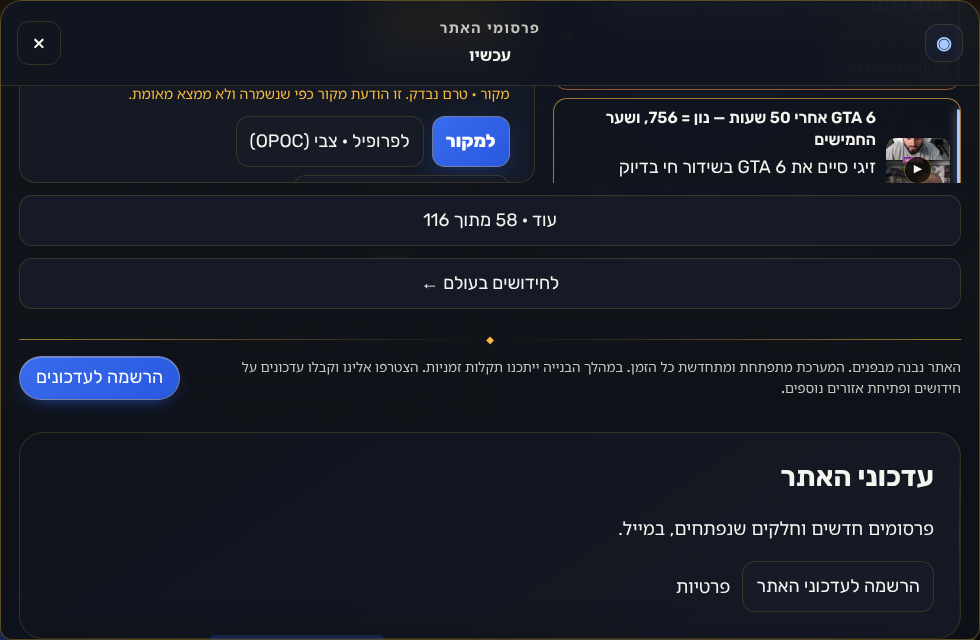 פרסומי האתר
עכשיו
GTA 6 אחרי 50 שעות — נון = 756, ושער
החמישים
זיגי סיים את GTA 6 בשידור חי בדיוק
מקור • טרם נבדק. זו הודעת מקור כפי שנשמרה ולא ממצא מאומת.
למקור
לפרופיל • צבי (OPOC)
עוד • 58 מתוך 116
לחידושים בעולם ←
האתר נבנה מבפנים. המערכת מתפתחת ומתחדשת כל הזמן. במהלך הבנייה ייתכנו תקלות זמניות. הצטרפו אלינו וקבלו עדכונים על
חידושים ופתיחת אזורים נוספים.
הרשמה לעדכונים
עדכוני האתר
פרסומים חדשים וחלקים שנפתחים, במייל.
הרשמה לעדכוני האתר
פרטיות